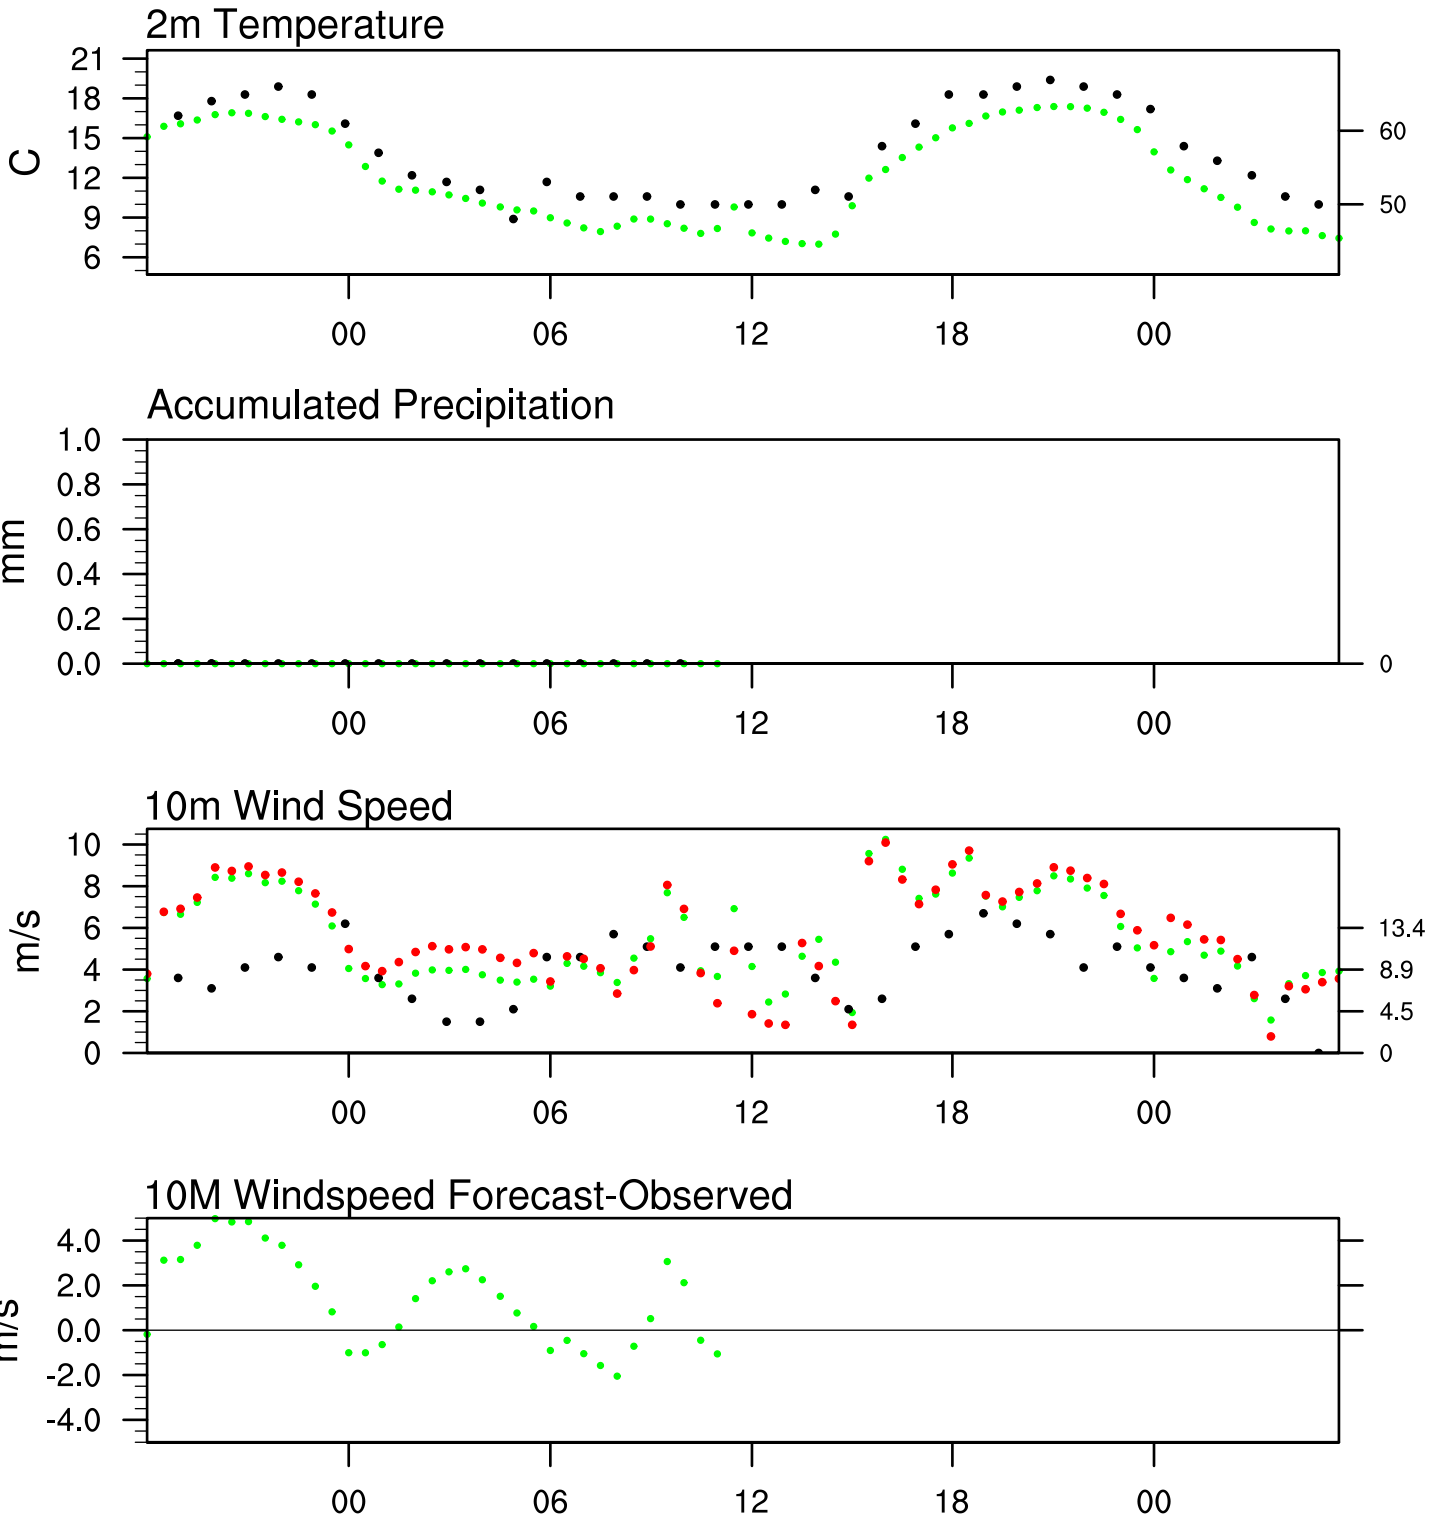 2m Temperature
21
18
15
12
9
6
C
60
50
00 06 12 18 00
Accumulated Precipitation
1.0
0.8
0.6
0.4
0.2
0.0
mm
0
00 06 12 18 00
10m Wind Speed
10
8
6
4
2
0
m/s
13.4
8.9
4.5
0
00 06 12 18 00
10M Windspeed Forecast-Observed
4.0
2.0
0.0
-2.0
-4.0
m/s
00 06 12 18 00